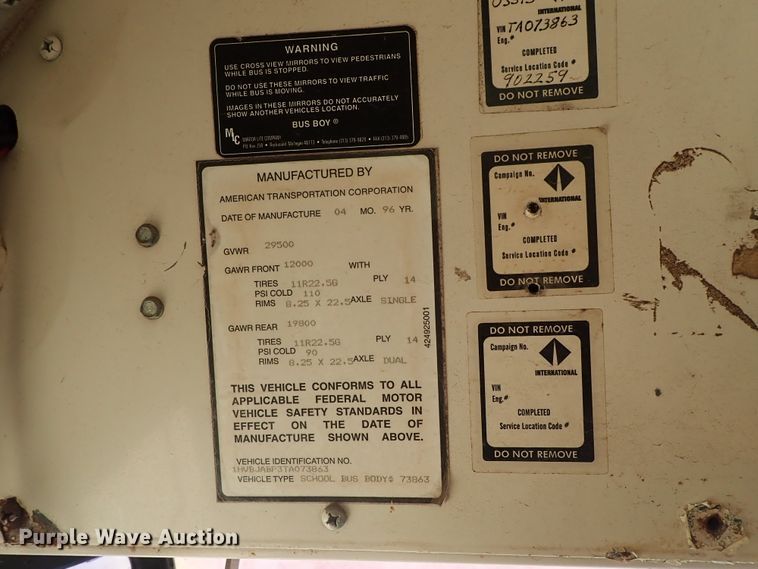 WARNING
USE CROSS VIEW MIRRORS TO VIEW PEDESTRIANS
WHILE BUS IS STOPPED.
DO NOT USE THESE MIRRORS TO VIEW TRAFFIC
WHILE BUS IS MOVING.
IMAGES IN THESE MIRRORS DO NOT ACCURATELY
SHOW ANOTHER VEHICLES LOCATION.
BUS BOY ®
MANUFACTURED BY
AMERICAN TRANSPORTATION CORPORATION
DATE OF MANUFACTURE 04 MO. 96 YR.
GVWR 29500
GAWR FRONT 12000 WITH
TIRES 11R22.5G PLY 14
PSI COLD 110
RIMS 8.25 X 22.5 AXLE SINGLE
GAWR REAR 19800
TIRES 11R22.5G PLY 14
PSI COLD 90
RIMS 8.25 X 22.5 AXLE DUAL
424925001
THIS VEHICLE CONFORMS TO ALL
APPLICABLE FEDERAL MOTOR
VEHICLE SAFETY STANDARDS IN
EFFECT ON THE DATE OF
MANUFACTURE SHOWN ABOVE.
VEHICLE IDENTIFICATION NO.
1HVBJABP3TA073863
VEHICLE TYPE SCHOOL BUS BODY# 73863
INTERNATIONAL
VIN TA073863
Eng.#
COMPLETED
Service Location Code #
902259
DO NOT REMOVE
DO NOT REMOVE
Campaign No.
INTERNATIONAL
VIN
Eng.#
COMPLETED
Service Location Code #
DO NOT REMOVE
DO NOT REMOVE
Campaign No.
INTERNATIONAL
VIN
Eng.#
COMPLETED
Service Location Code #
DO NOT REMOVE
Purple Wave Auction